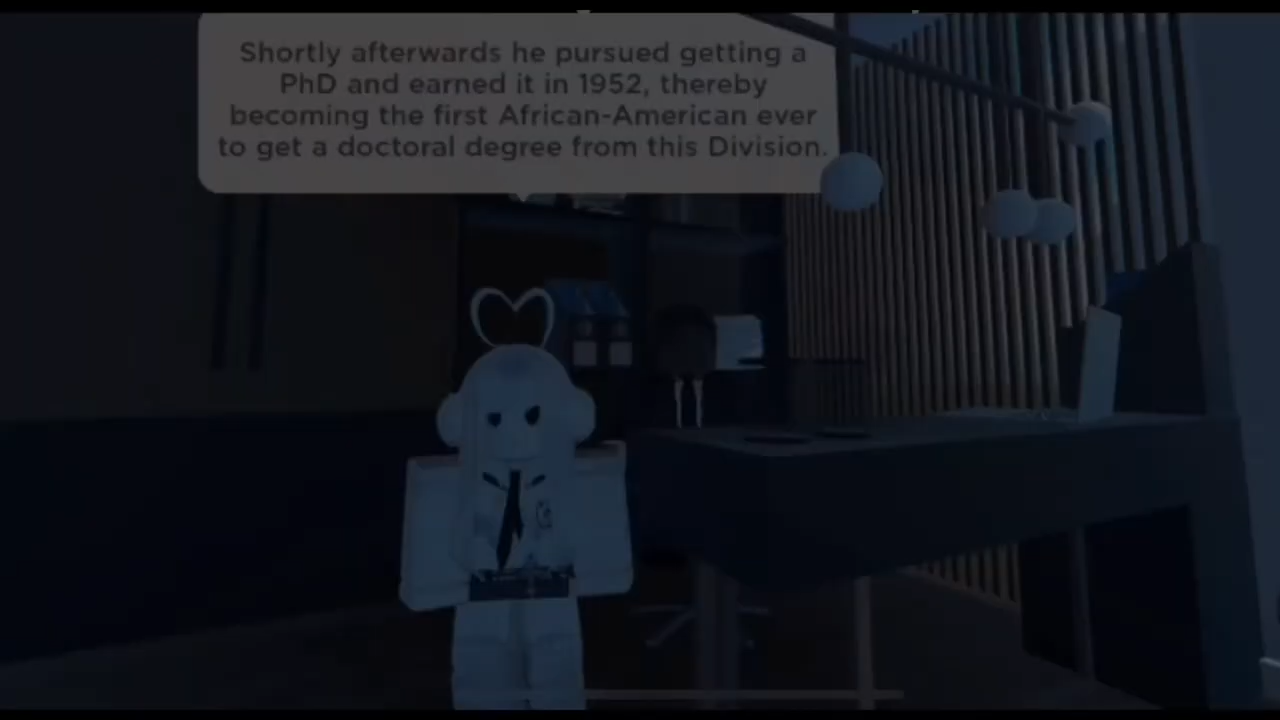 Shortly afterwards he pursued getting a
PhD and earned it in 1952, thereby
becoming the first African-American ever
to get a doctoral degree from this Division.